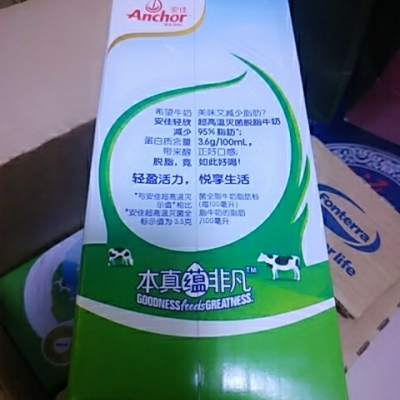 安佳
Anchor
希望牛奶 美味又减少脂肪?
安佳轻欣 超高温灭菌脱脂牛奶
减少 95%脂肪*;
蛋白质含量 3.6g/100mL,
带来醇 正好口感;
脱脂,竟 如此好喝!
轻盈活力,悦享生活
*与安佳超高温灭 菌全脂牛奶脂肪标
示值*相比 (每100毫升)
*安佳超高温灭菌全 脂牛奶的脂肪
示值为3.5克 /100毫升
本真蕴非凡™
GOODNESS feeds GREATNESS
Fonterra
for life